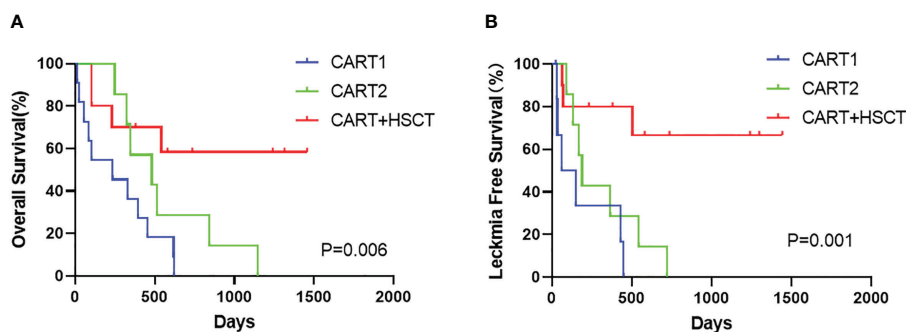 A
CART1
CART2
CART+HSCT
Overall Survival(%)
100
80
60
40
20
0
P=0.006
0
500
1000
1500
2000
Days
B
CART1
CART2
CART+HSCT
Leckmia Free Survival (%)
100
80
60
40
20
0
P=0.001
0
500
1000
1500
2000
Days